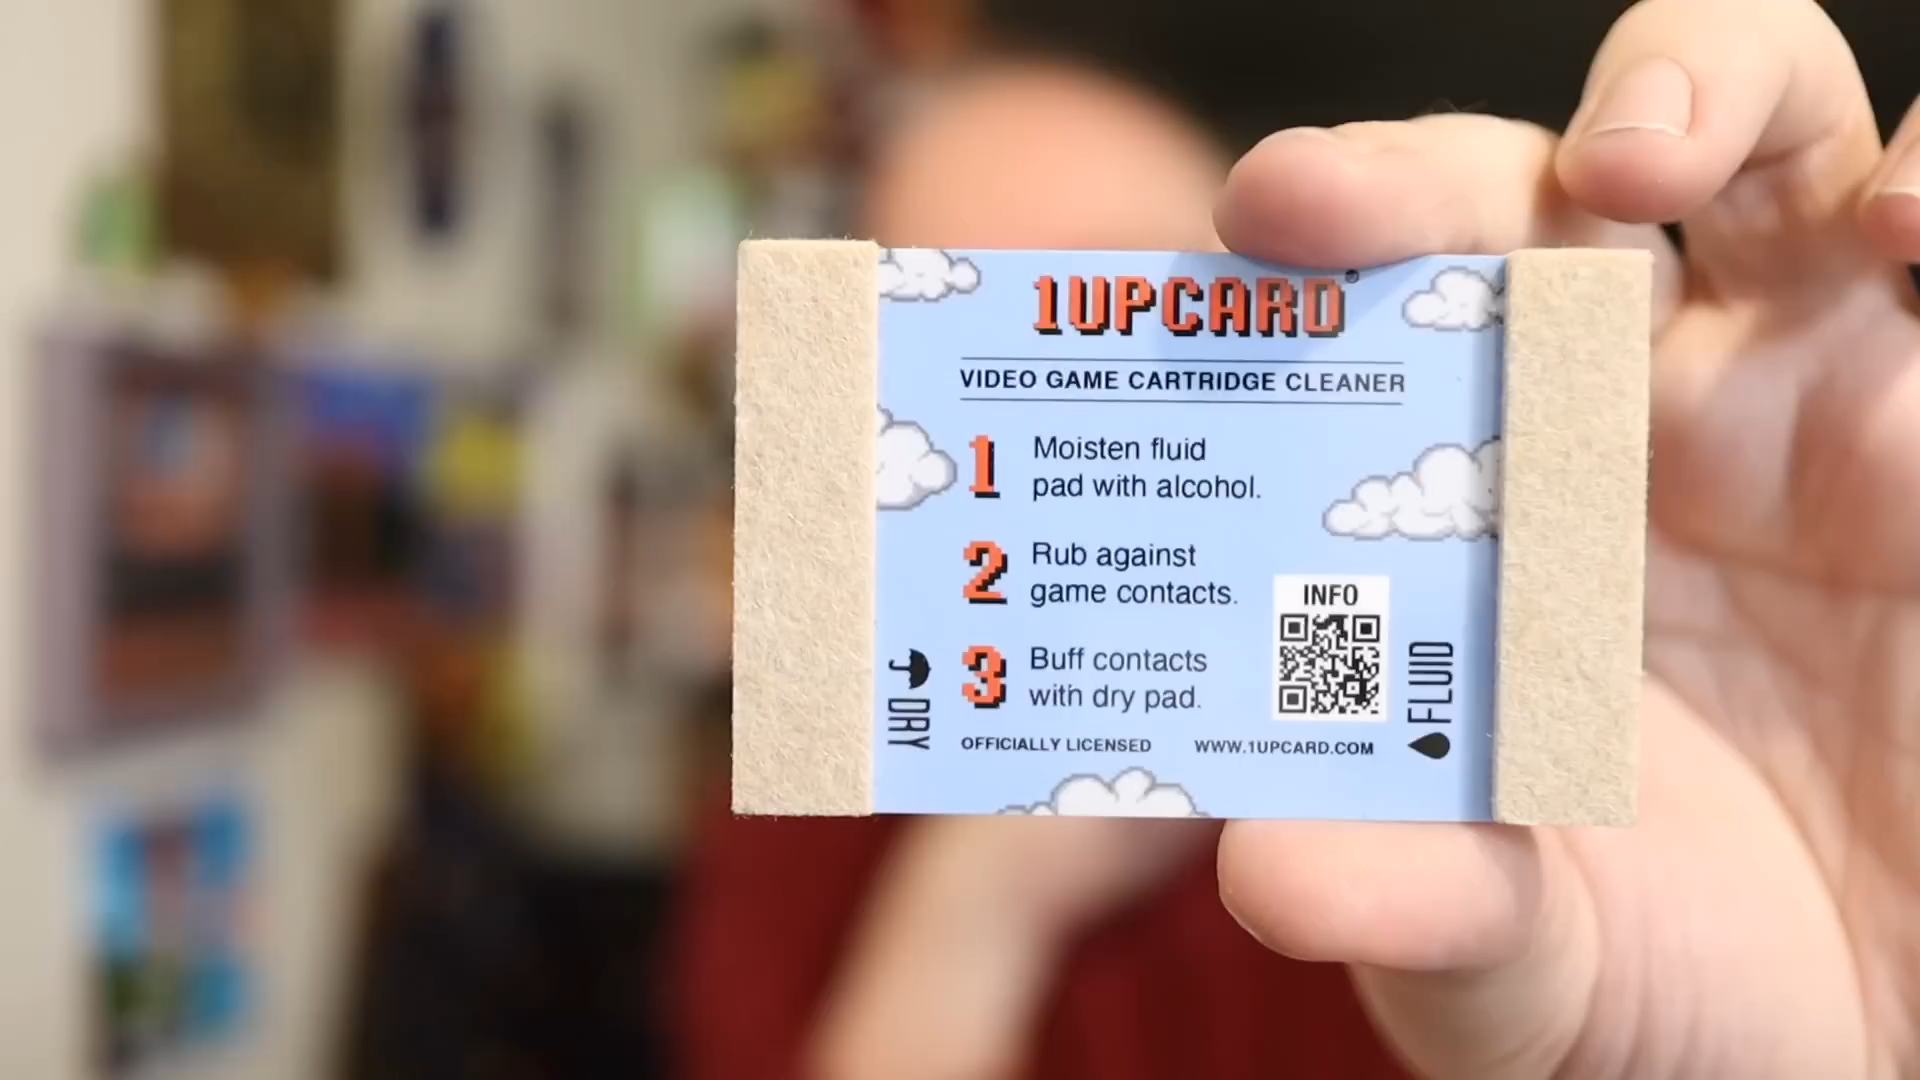 1UPCARD®
VIDEO GAME CARTRIDGE CLEANER
1 Moisten fluid
pad with alcohol.
2 Rub against
game contacts.
3 Buff contacts
with dry pad.
INFO
DRY
FLUID
OFFICIALLY LICENSED WWW.1UPCARD.COM